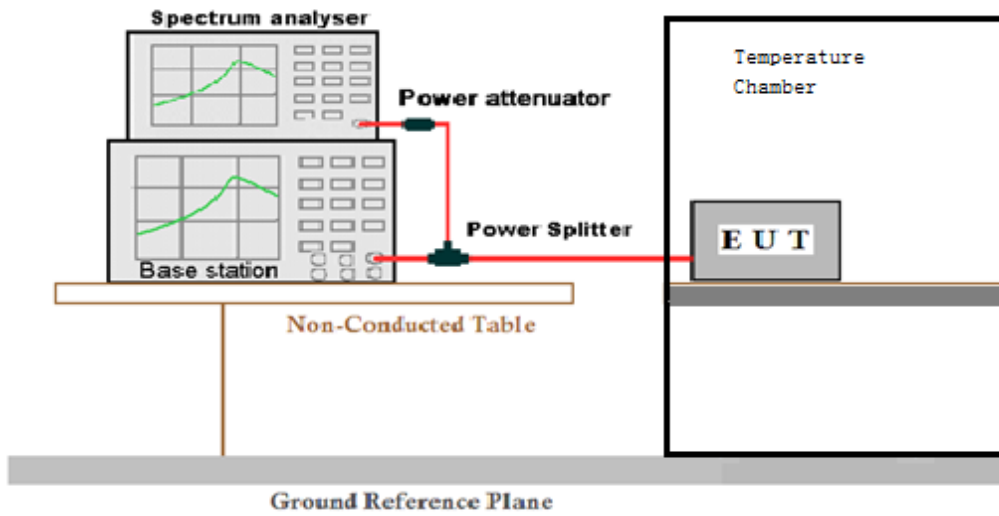 Spectrum analyser
Temperature
Chamber
Power attenuator
Power Splitter
E U T
Base station
Non-Conducted Table
Ground Reference Plane